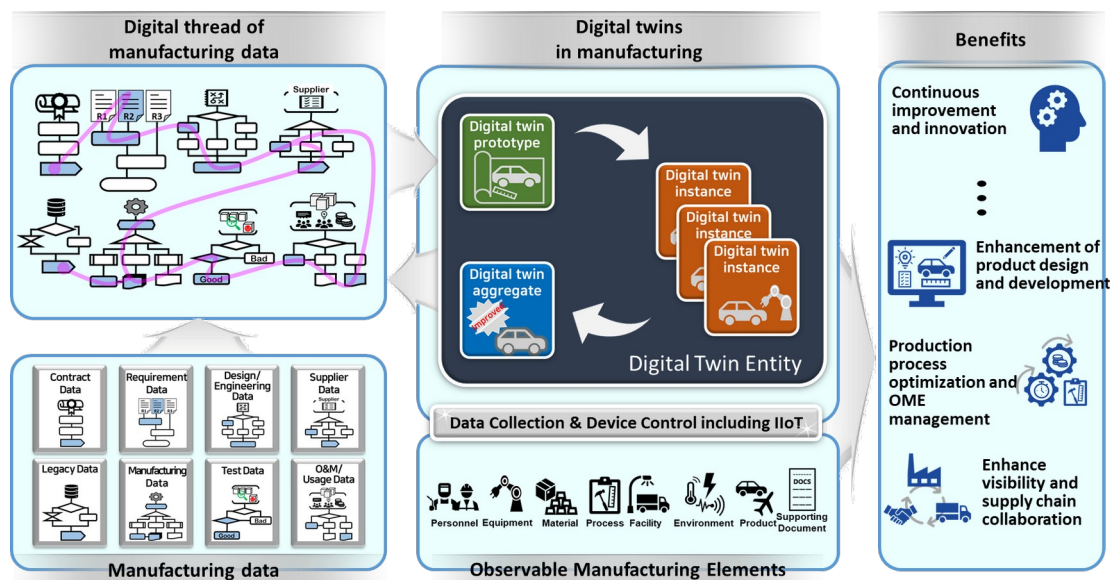 Digital thread of
manufacturing data
Supplier
R1 R2 R3
Bad
Good
Contract
Data
Requirement
Data
R1 R2 R3
Design/
Engineering
Data
Supplier
Data
Supplier
Legacy Data
Manufacturing
Data
Test Data
Bad
Good
O&M/
Usage Data
Manufacturing data
Digital twins
in manufacturing
Digital twin
prototype
Digital twin
instance
Digital twin
instance
Digital twin
instance
Digital twin
aggregate
Improved
Digital Twin Entity
Data Collection & Device Control including IIoT
Personnel
Equipment
Material
Process
Facility
Environment
Product
DOCS
Supporting
Document
Observable Manufacturing Elements
Benefits
Continuous
improvement
and innovation
Enhancement of
product design
and development
Production
process
optimization and
OME
management
Enhance
visibility and
supply chain
collaboration